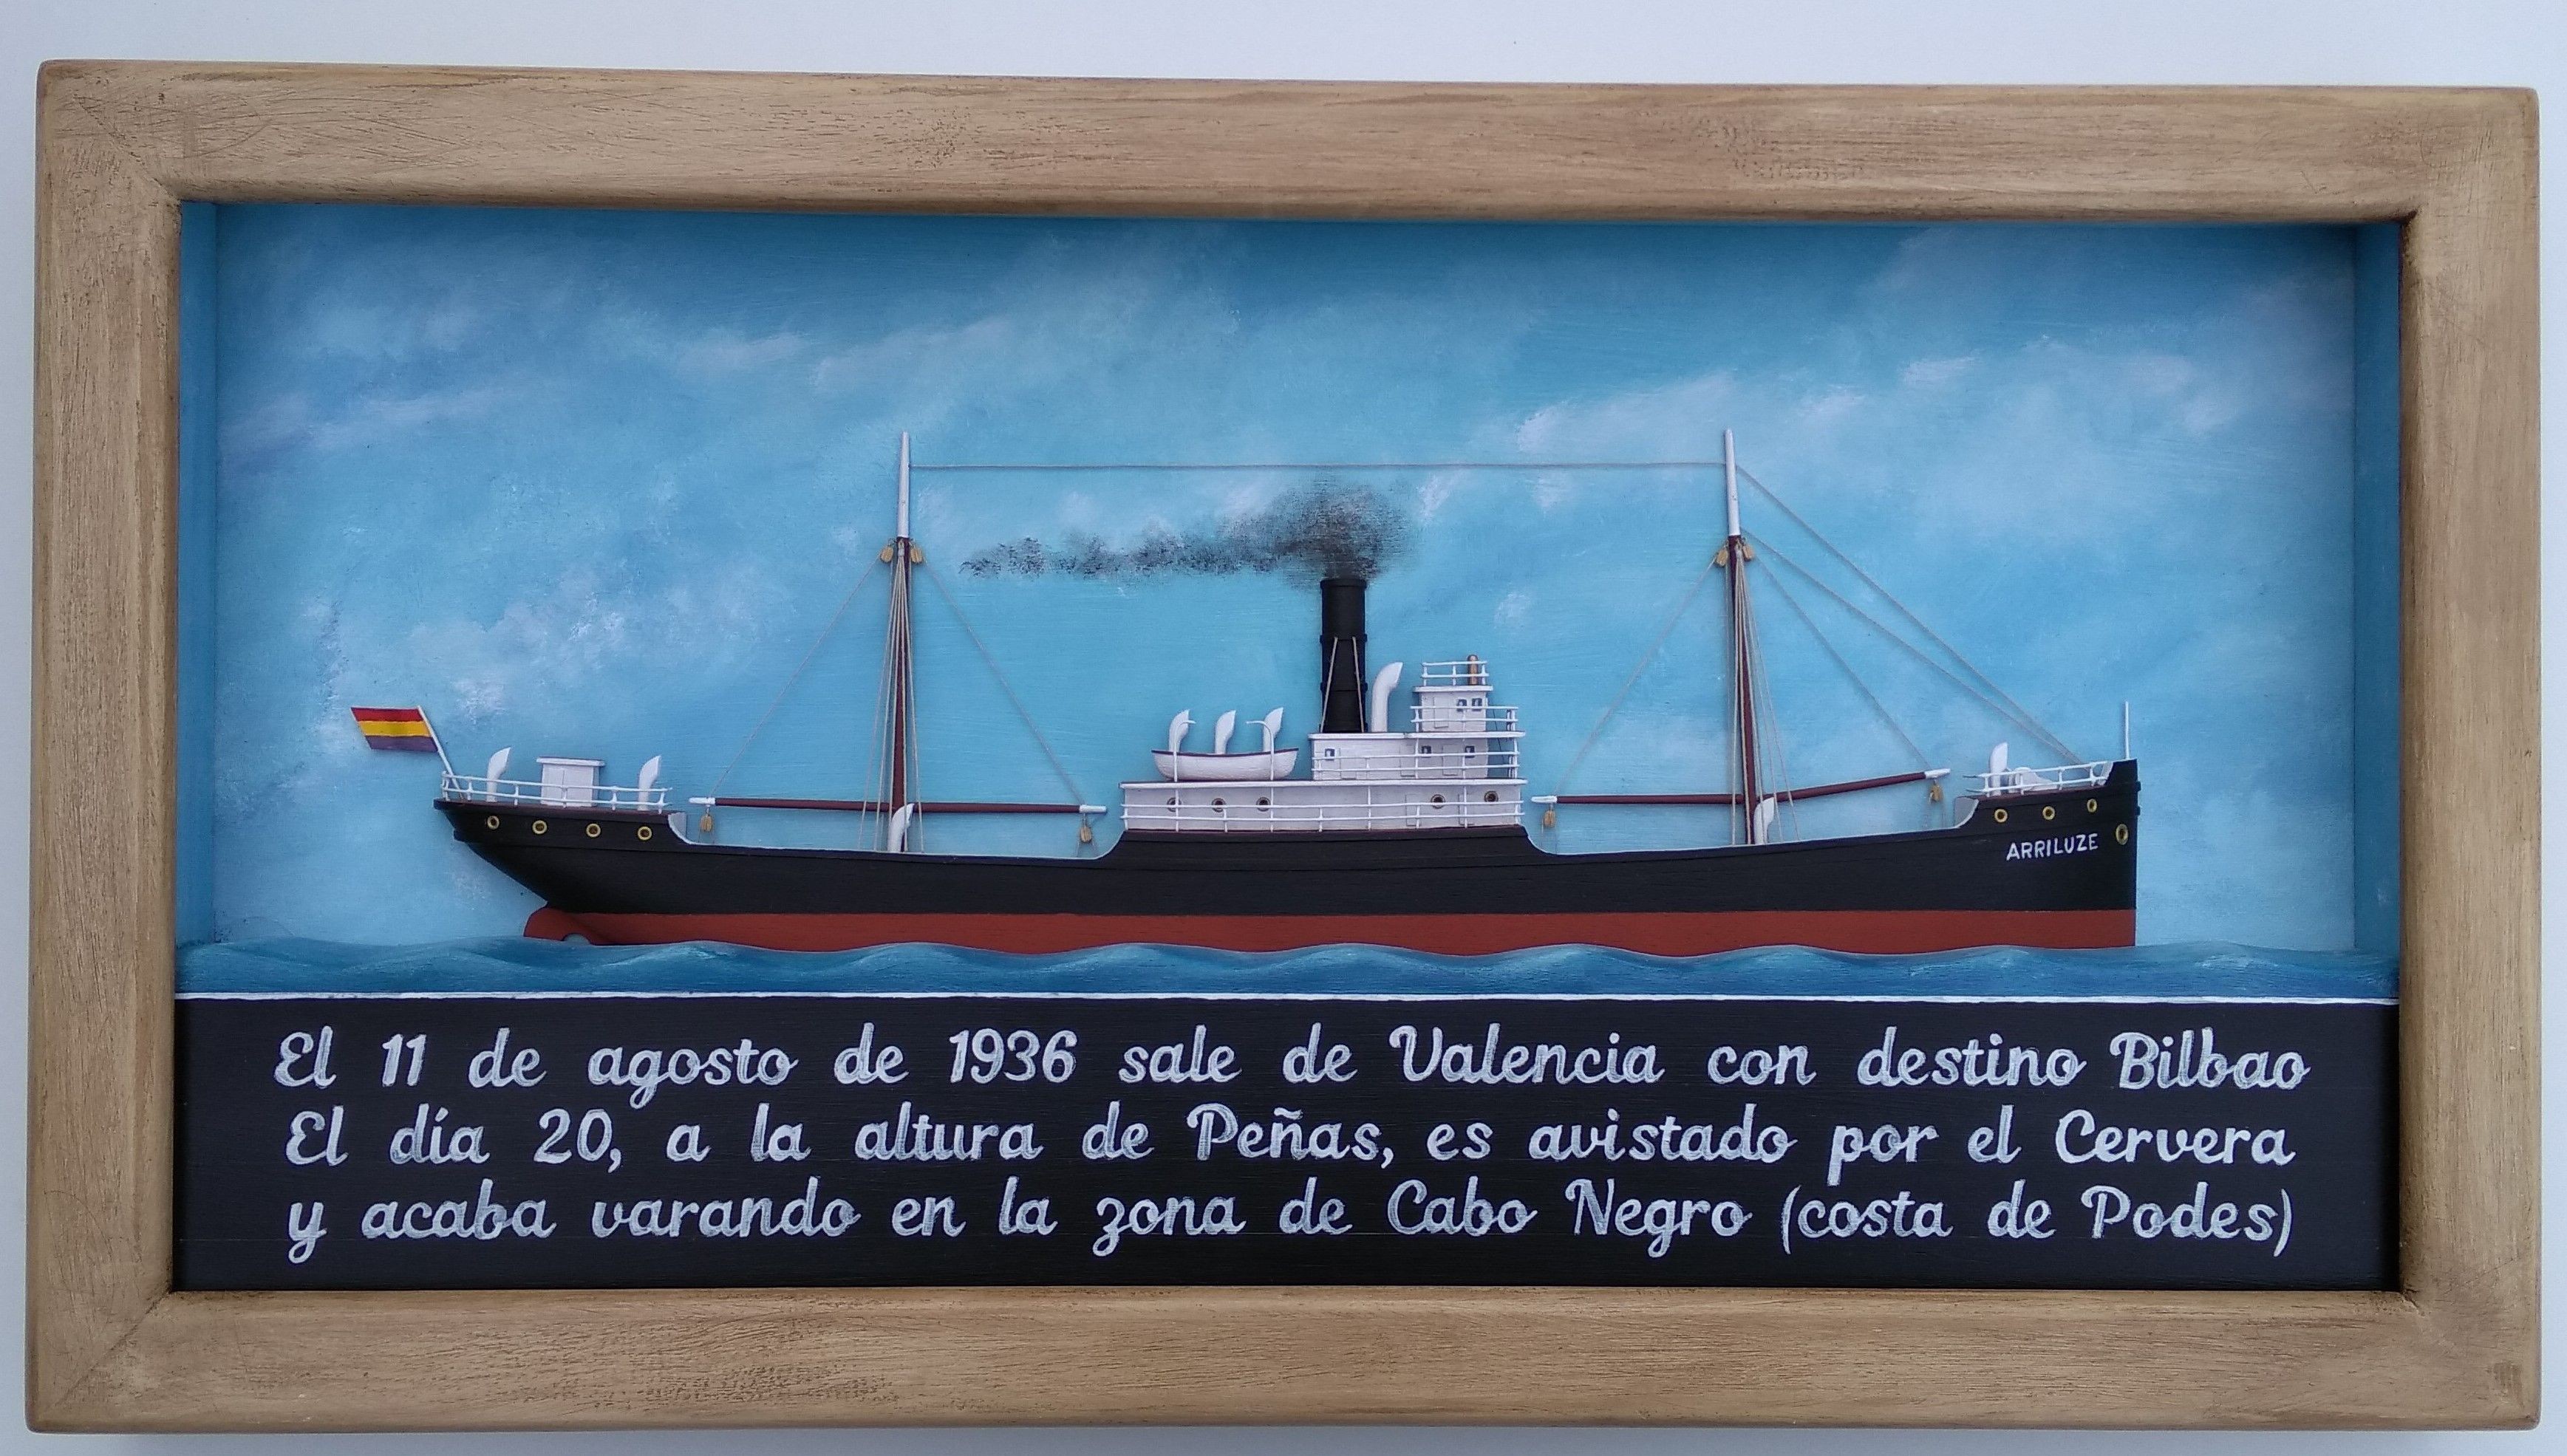 ARRILUZE
El 11 de agosto de 1936 sale de Valencia con destino Bilbao
El día 20, a la altura de Peñas, es avistado por el Cervera
y acaba varando en la zona de Cabo Negro (costa de Podes)